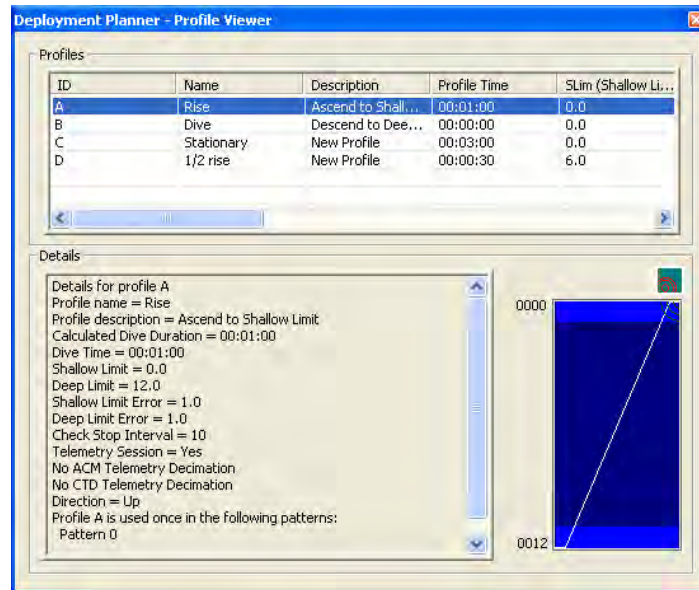 Deployment Planner - Profile Viewer
Profiles
ID Name Description Profile Time SLim (Shallow Li...
A Rise Ascend to Shall... 00:01:00 0.0
B Dive Descend to Dee... 00:00:00 0.0
C Stationary New Profile 00:03:00 0.0
D 1/2 rise New Profile 00:00:30 6.0
Details
Details for profile A
Profile name = Rise
Profile description = Ascend to Shallow Limit
Calculated Dive Duration = 00:01:00
Dive Time = 00:01:00
Shallow Limit = 0.0
Deep Limit = 12.0
Shallow Limit Error = 1.0
Deep Limit Error = 1.0
Check Stop Interval = 10
Telemetry Session = Yes
No ACM Telemetry Decimation
No CTD Telemetry Decimation
Direction = Up
Profile A is used once in the following patterns:
Pattern 0
0000
0012